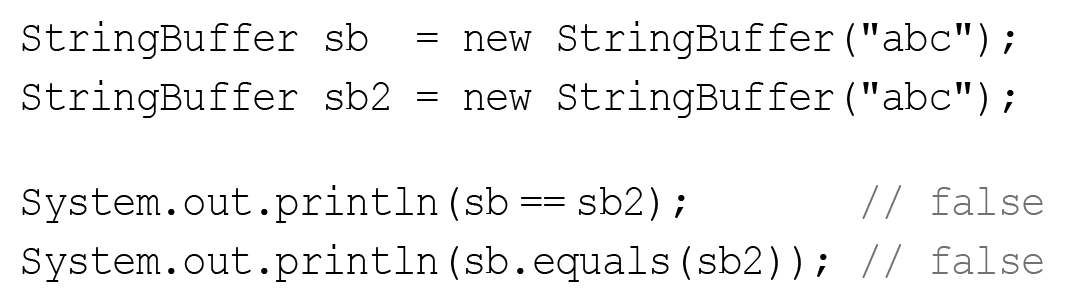 StringBuffer sb  = new StringBuffer("abc");
StringBuffer sb2 = new StringBuffer("abc");
System.out.println(sb == sb2);       // false
System.out.println(sb.equals(sb2)); // false